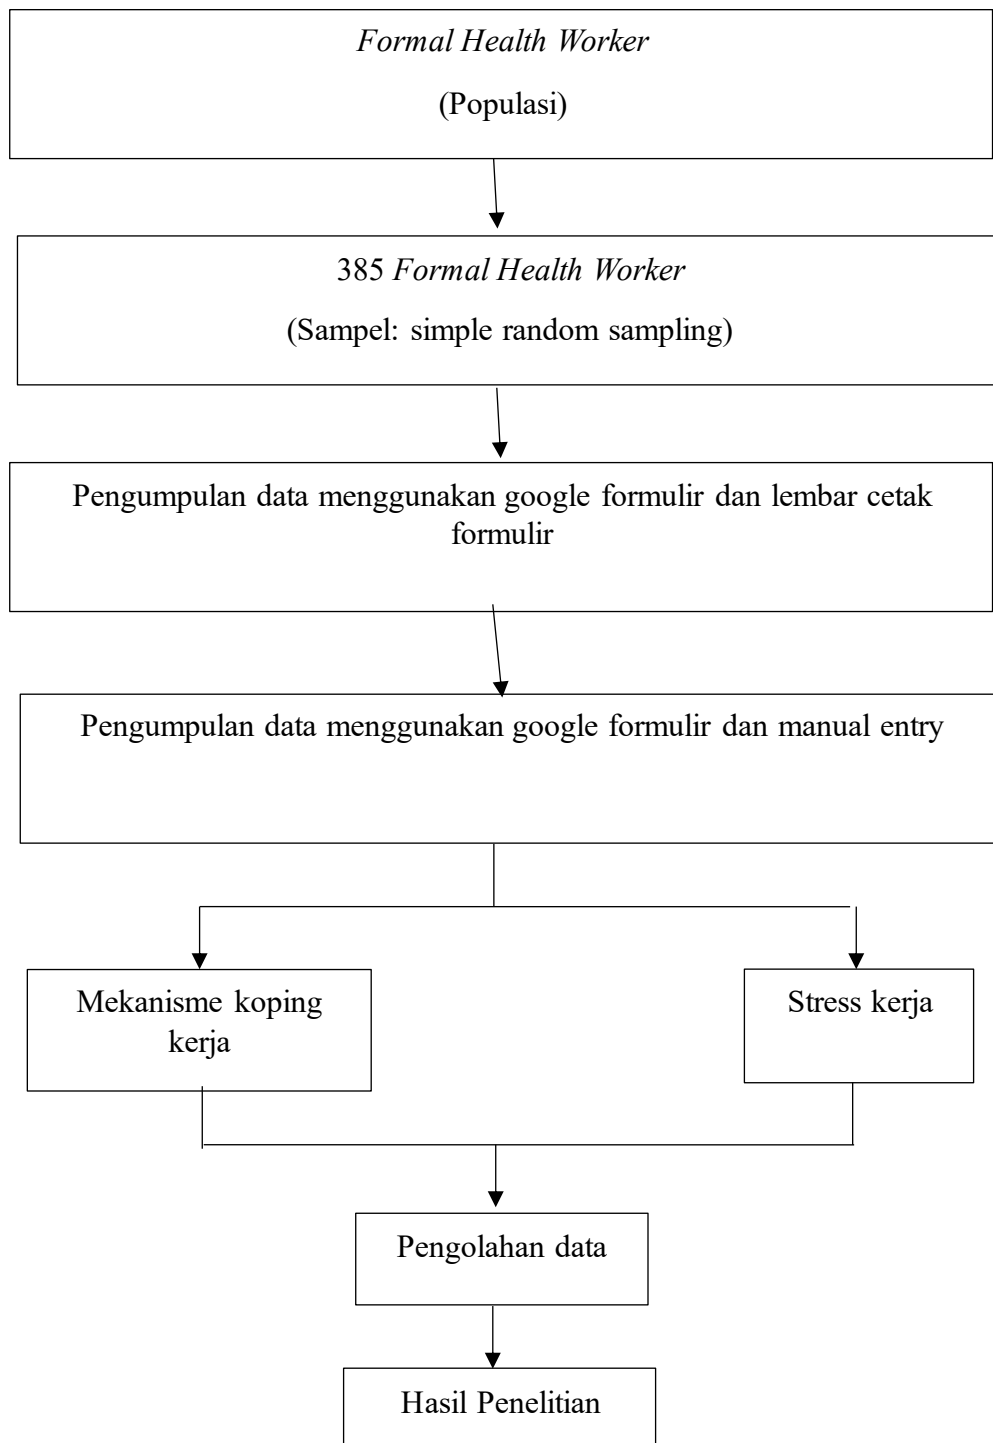 Formal Health Worker
(Populasi)
385 Formal Health Worker
(Sampel: simple random sampling)
Pengumpulan data menggunakan google formulir dan lembar cetak
formulir
Pengumpulan data menggunakan google formulir dan manual entry
Mekanisme koping
kerja
Stress kerja
Pengolahan data
Hasil Penelitian